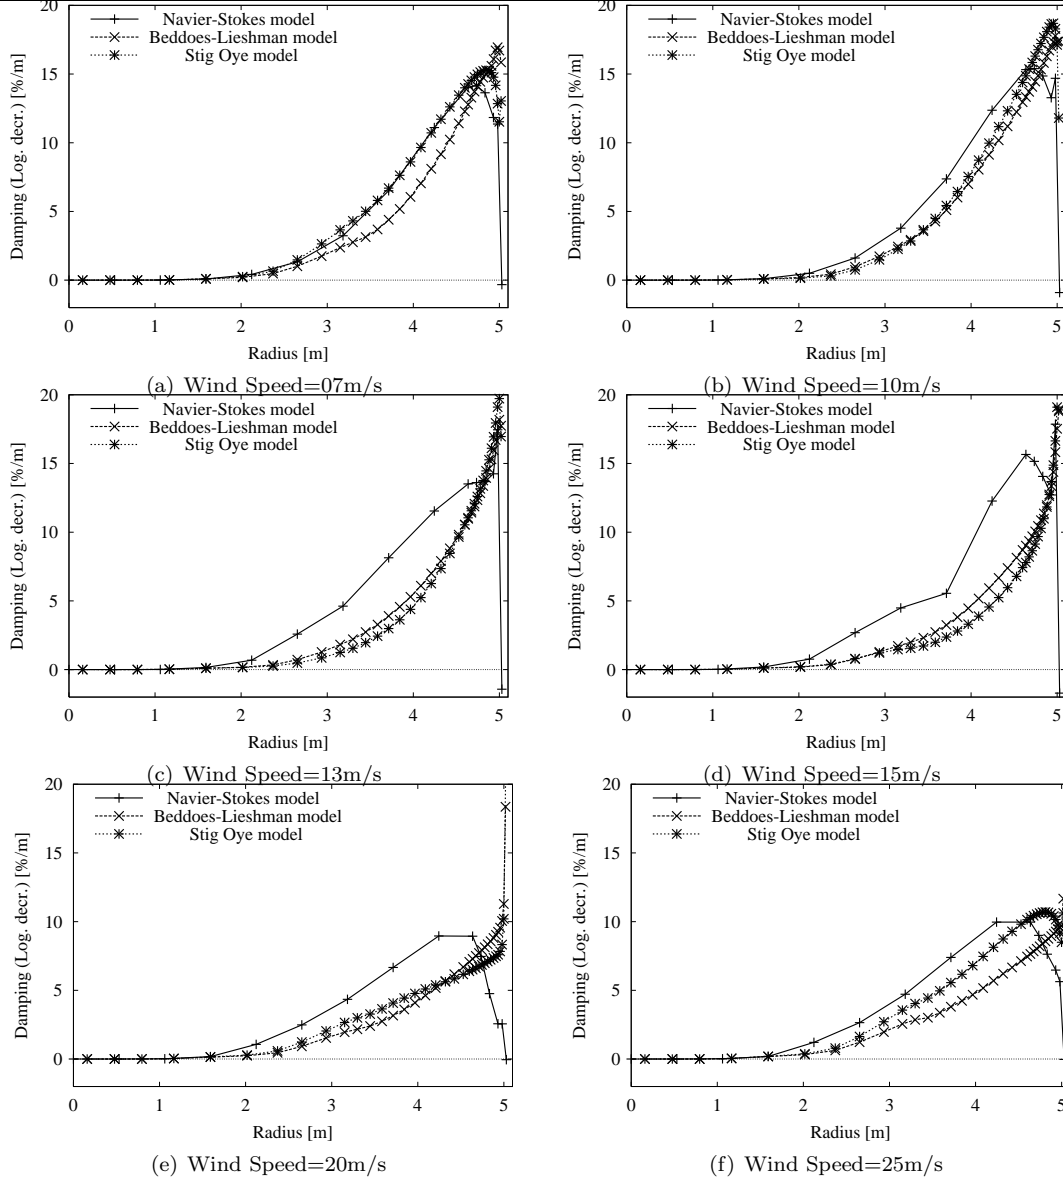 Damping (Log. decr.) [%/m]
20
15
10
5
0
Navier-Stokes model
Beddoes-Lieshman model
Stig Oye model
0 1 2 3 4 5
Radius [m]
(a) Wind Speed=07m/s
Damping (Log. decr.) [%/m]
20
15
10
5
0
Navier-Stokes model
Beddoes-Lieshman model
Stig Oye model
0 1 2 3 4 5
Radius [m]
(b) Wind Speed=10m/s
Damping (Log. decr.) [%/m]
20
15
10
5
0
Navier-Stokes model
Beddoes-Lieshman model
Stig Oye model
0 1 2 3 4 5
Radius [m]
(c) Wind Speed=13m/s
Damping (Log. decr.) [%/m]
20
15
10
5
0
Navier-Stokes model
Beddoes-Lieshman model
Stig Oye model
0 1 2 3 4 5
Radius [m]
(d) Wind Speed=15m/s
Damping (Log. decr.) [%/m]
20
15
10
5
0
Navier-Stokes model
Beddoes-Lieshman model
Stig Oye model
0 1 2 3 4 5
Radius [m]
(e) Wind Speed=20m/s
Damping (Log. decr.) [%/m]
20
15
10
5
0
Navier-Stokes model
Beddoes-Lieshman model
Stig Oye model
0 1 2 3 4 5
Radius [m]
(f) Wind Speed=25m/s